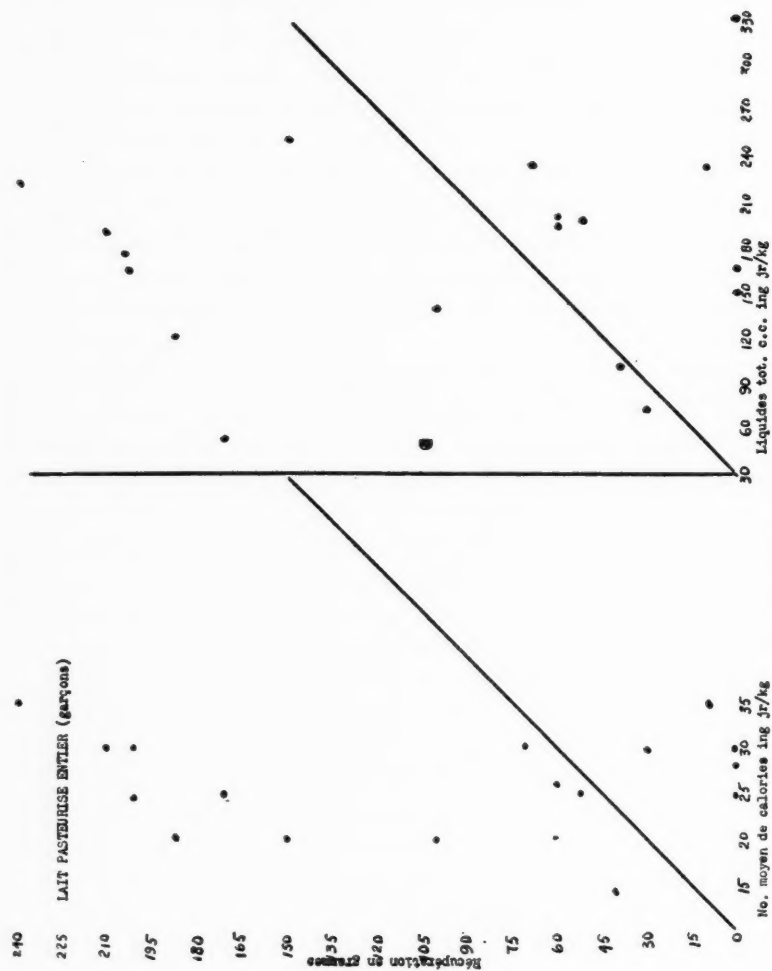 LAIT PASTEURISE ENTIER (garçons)
Récupération en grammes
240
225
210
195
180
165
150
135
120
105
90
75
60
45
30
15
0
15 20 25 30 35
No. moyen de calories ing jr/kg
30 60 90 120 150 180 210 240 270 300 330
Liquides tot. c.c. ing jr/kg